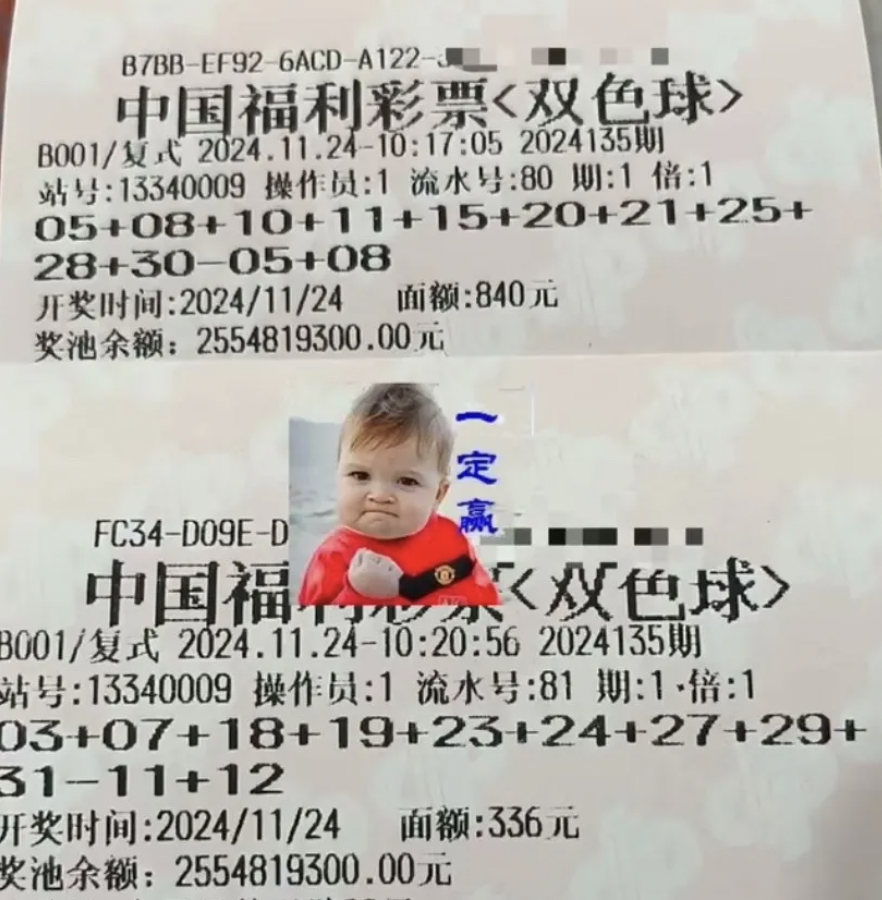 B7BB-EF92-6ACD-A122-
中国福利彩票<双色球>
B001/复式 2024.11.24-10:17:05 2024135期
站号:13340009 操作员:1 流水号:80 期:1 倍:1
05+08+10+11+15+20+21+25+
28+30-05+08
开奖时间:2024/11/24 面额:840元
奖池余额：2554819300.00元
一定赢
FC34-D09E-D
中国福利彩票<双色球>
B001/复式 2024.11.24-10:20:56 2024135期
站号:13340009 操作员:1 流水号:81 期:1·倍:1
03+07+18+19+23+24+27+29+
31-11+12
开奖时间:2024/11/24 面额:336元
奖池余额：2554819300.00元